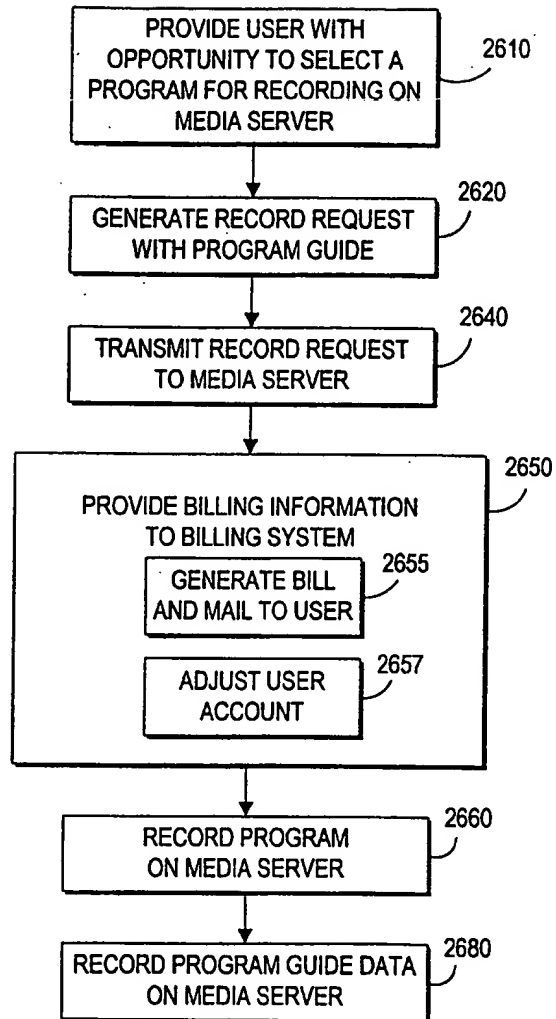 PROVIDE USER WITH
OPPORTUNITY TO SELECT A
PROGRAM FOR RECORDING ON
MEDIA SERVER
2610
GENERATE RECORD REQUEST
WITH PROGRAM GUIDE
2620
TRANSMIT RECORD REQUEST
TO MEDIA SERVER
2640
PROVIDE BILLING INFORMATION
TO BILLING SYSTEM
2650
GENERATE BILL
AND MAIL TO USER
2655
ADJUST USER
ACCOUNT
2657
RECORD PROGRAM
ON MEDIA SERVER
2660
RECORD PROGRAM GUIDE DATA
ON MEDIA SERVER
2680